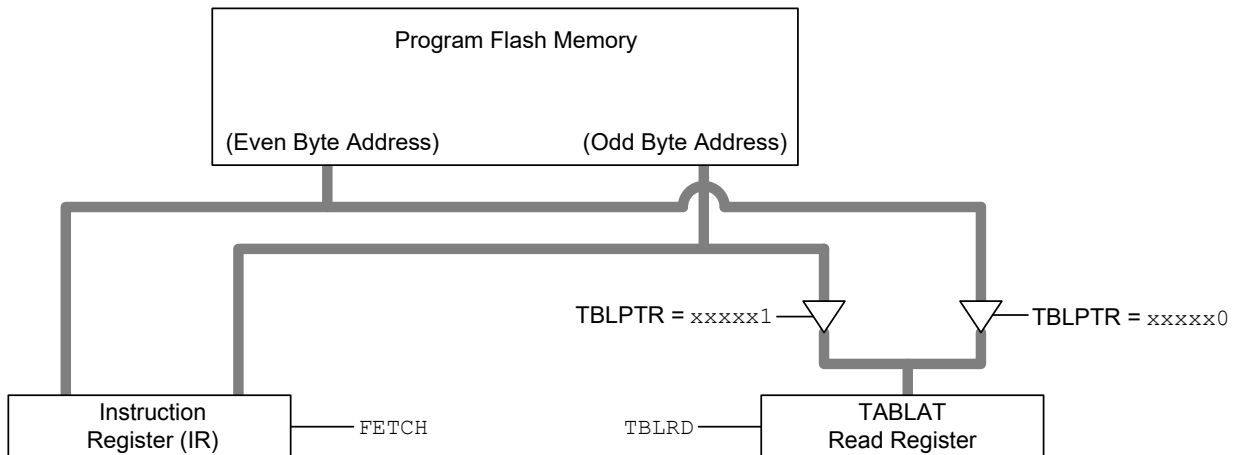 Program Flash Memory
(Even Byte Address)
(Odd Byte Address)
TBLPTR = xxxxx1
TBLPTR = xxxxx0
Instruction
Register (IR)
FETCH
TBLRD
TABLAT
Read Register